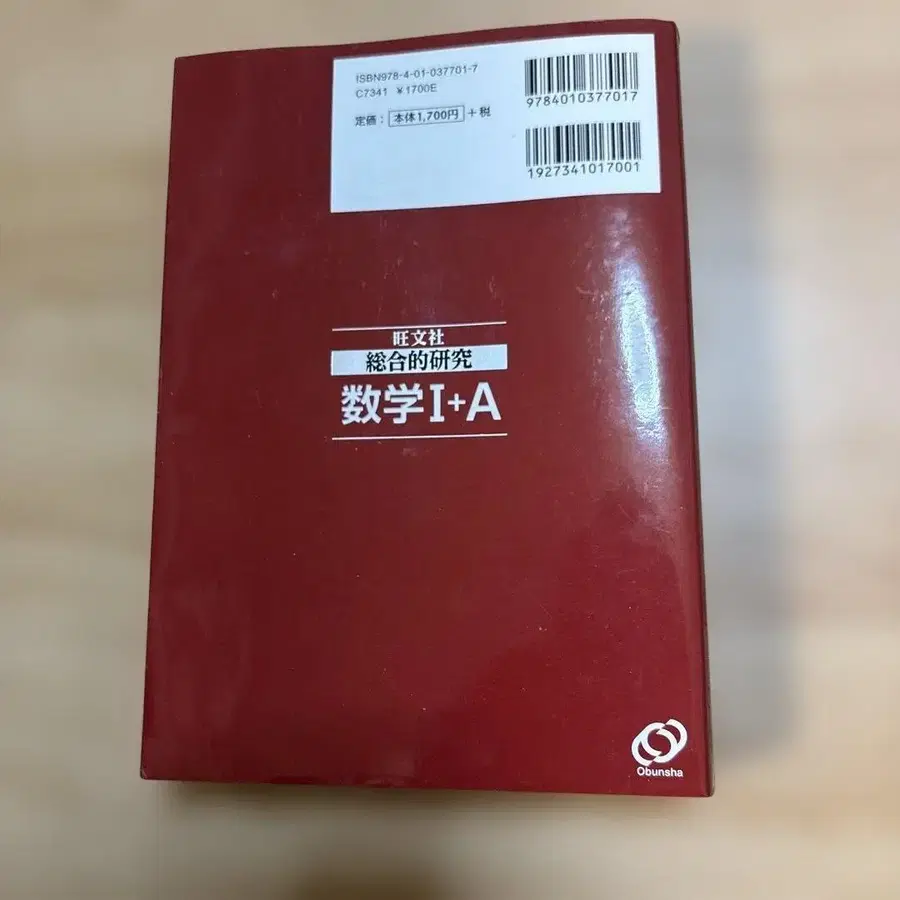 ISBN978-4-01-037701-7
C7341 ¥1700E
定価：本体1,700円＋税
9784010377017
1927341017001
旺文社
総合的研究
数学I+A
Obunsha